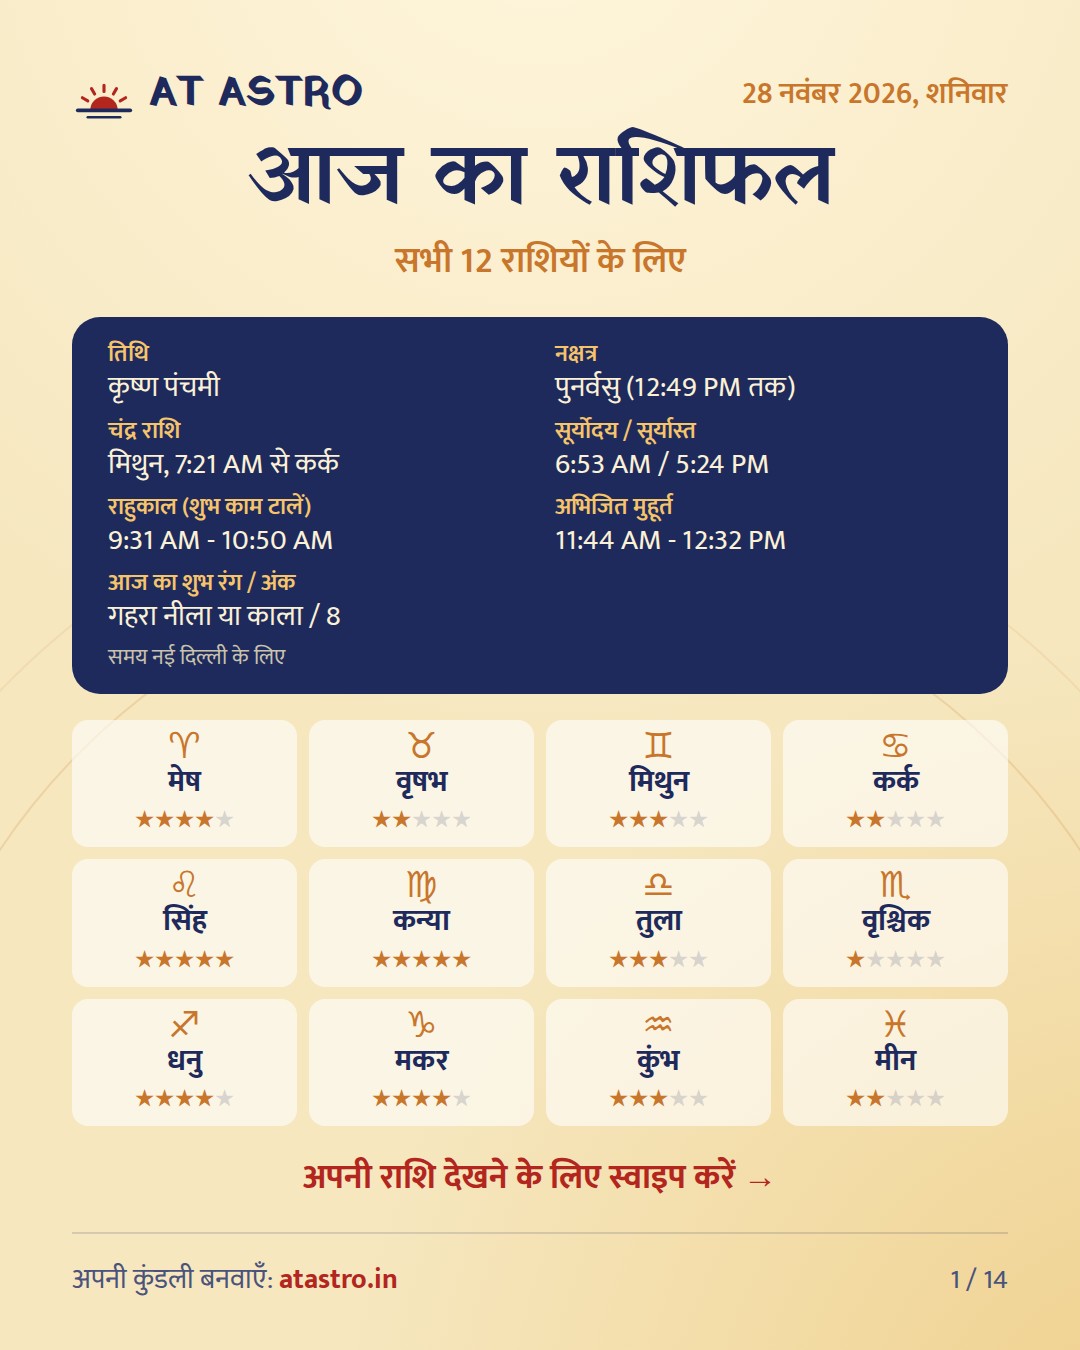 AT ASTRO
28 नवंबर 2026, शनिवार
आज का राशिफल
सभी 12 राशियों के लिए
तिथि
कृष्ण पंचमी
नक्षत्र
पुनर्वसु (12:49 PM तक)
चंद्र राशि
मिथुन, 7:21 AM से कर्क
सूर्योदय / सूर्यास्त
6:53 AM / 5:24 PM
राहुकाल (शुभ काम टालें)
9:31 AM - 10:50 AM
अभिजित मुहूर्त
11:44 AM - 12:32 PM
आज का शुभ रंग / अंक
गहरा नीला या काला / 8
समय नई दिल्ली के लिए
♈ ♉ ♊ ♋
मेष वृषभ मिथुन कर्क
★★★★★ ★★★★★ ★★★★★ ★★★★★
♌ ♍ ♎ ♏
सिंह कन्या तुला वृश्चिक
★★★★★ ★★★★★ ★★★★★ ★★★★★
♐ ♑ ♒ ♓
धनु मकर कुंभ मीन
★★★★★ ★★★★★ ★★★★★ ★★★★★
अपनी राशि देखने के लिए स्वाइप करें →
अपनी कुंडली बनवाएँ: atastro.in
1 / 14